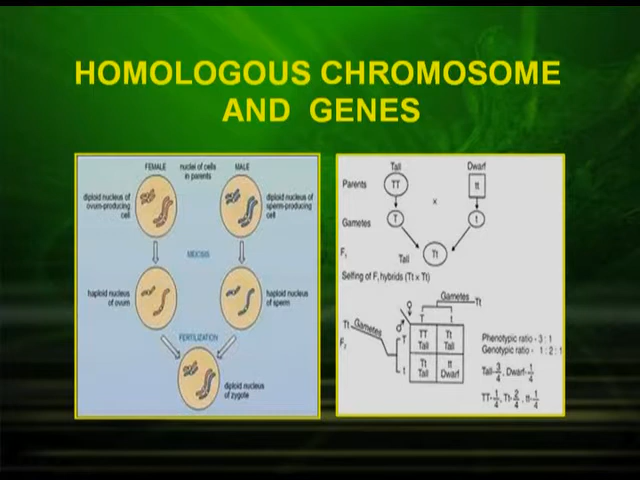 HOMOLOGOUS CHROMOSOME
AND GENES
FEMALE
nuclei of cells
in parents
MALE
diploid nucleus of
ovum-producing
cell
diploid nucleus of
sperm-producing
cell
MEIOSIS
haploid nucleus
of ovum
haploid nucleus
of sperm
FERTILIZATION
diploid nucleus
of zygote
Tall
Dwarf
Parents
TT
tt
x
Gametes
T
t
F₁
Tall
Tt
Selfing of F₁ hybrids (Tt x Tt)
♀
Gametes
Tt
♂
T
t
Tt
Gametes
F₂
T
TT
Tall
Tt
Tall
t
Tt
Tall
tt
Dwarf
Phenotypic ratio - 3 : 1
Genotypic ratio - 1 : 2 : 1
Tall-3/4, Dwarf-1/4
TT-1/4, Tt-2/4, tt-1/4